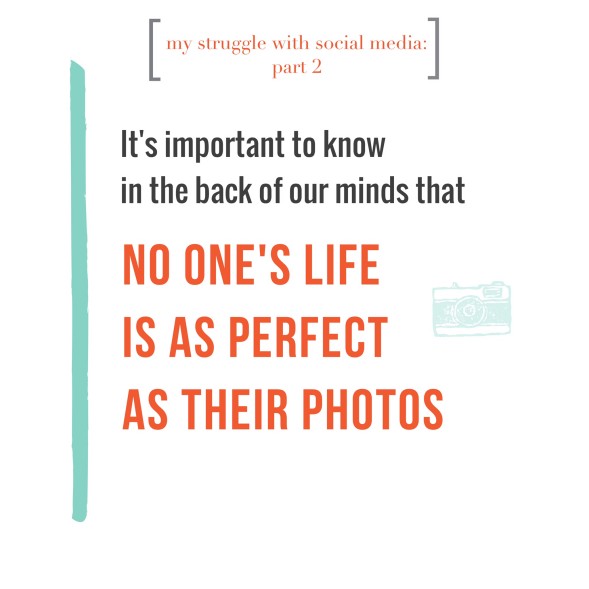 my struggle with social media:
part 2
It's important to know
in the back of our minds that
NO ONE'S LIFE
IS AS PERFECT
AS THEIR PHOTOS